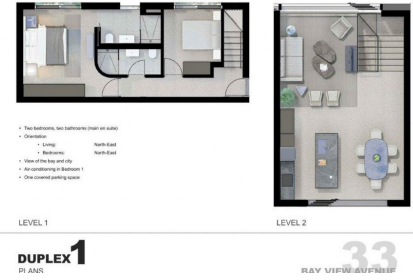 • Two bedrooms, two bathrooms (main en suite)
• Orientation
• Living: North-East
• Bedrooms: North-East
• View of the bay and city
• Air conditioning in Bedroom 1
• One covered parking space
LEVEL 1
LEVEL 2
DUPLEX 1
PLANS
33
BAY VIEW AVENUE